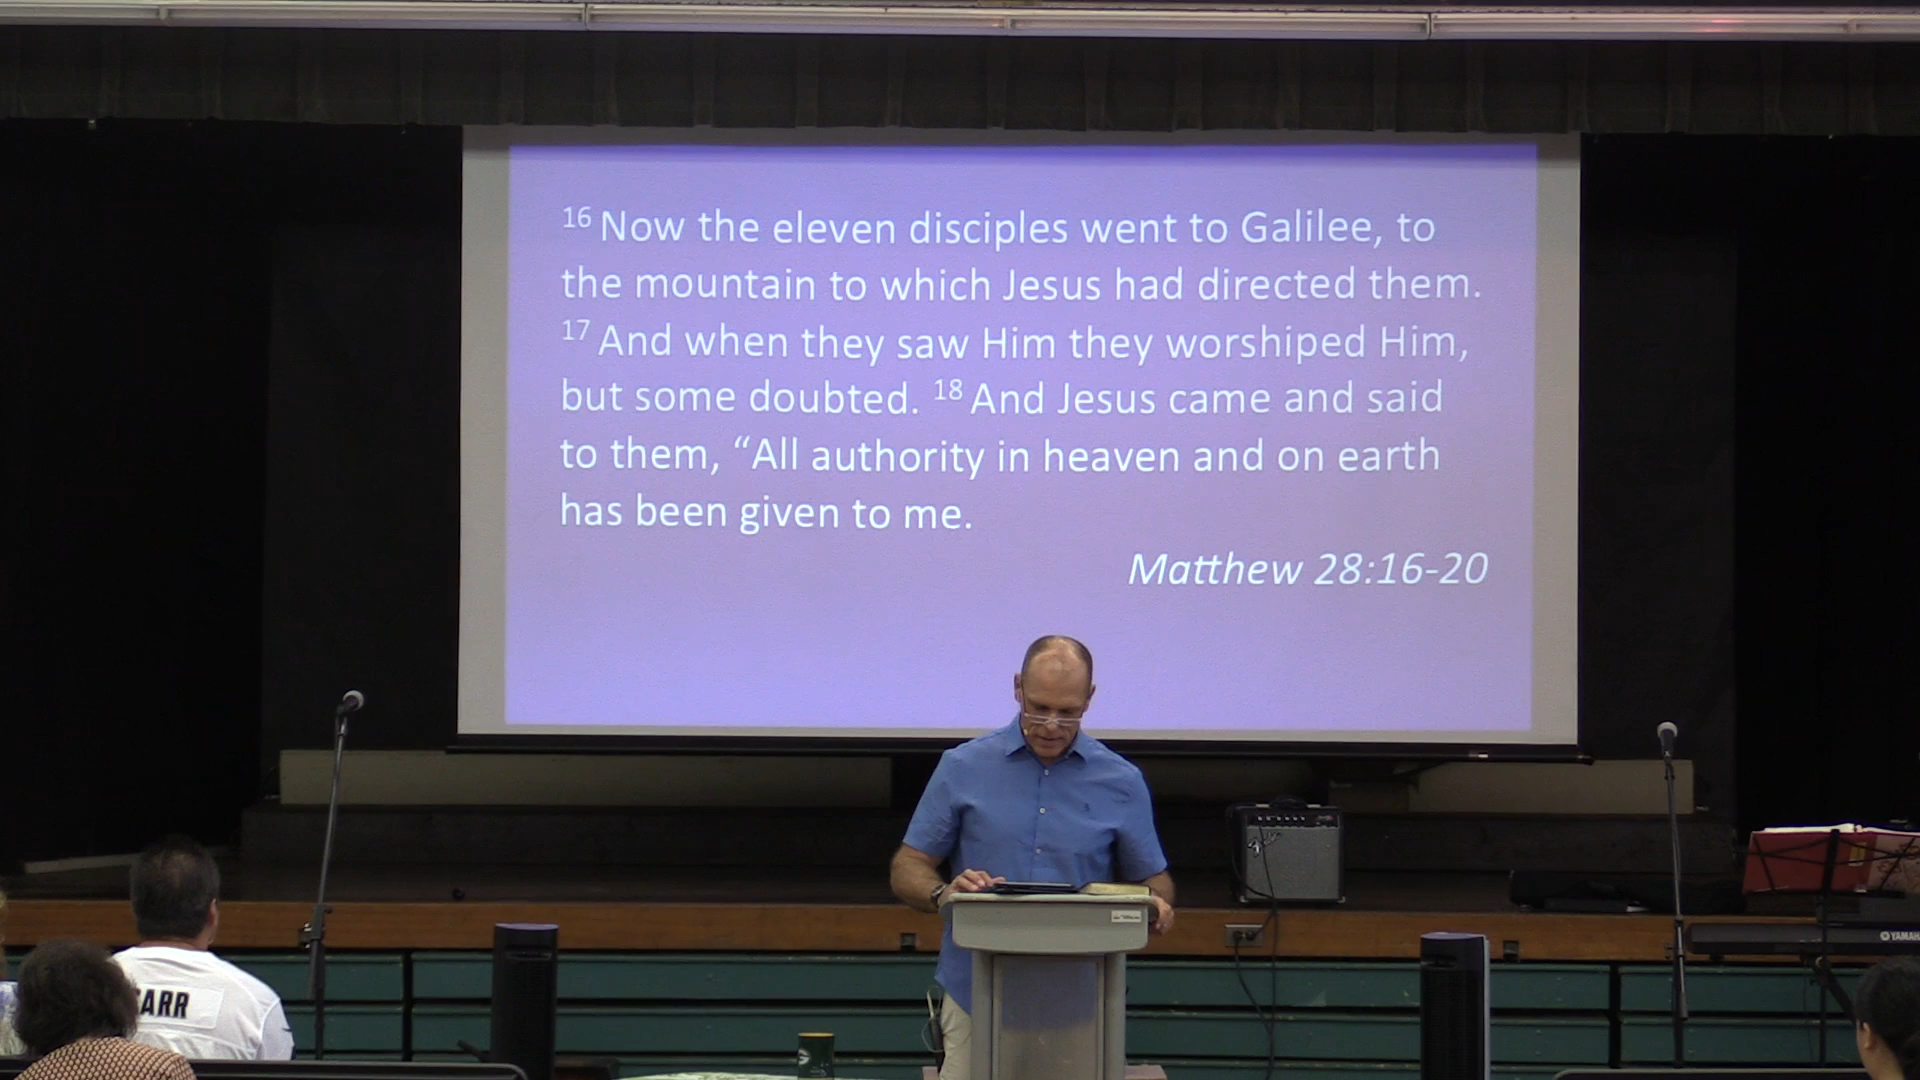 16 Now the eleven disciples went to Galilee, to
the mountain to which Jesus had directed them.
17 And when they saw Him they worshiped Him,
but some doubted. 18 And Jesus came and said
to them, “All authority in heaven and on earth
has been given to me.
Matthew 28:16-20
ARR
YAMAH